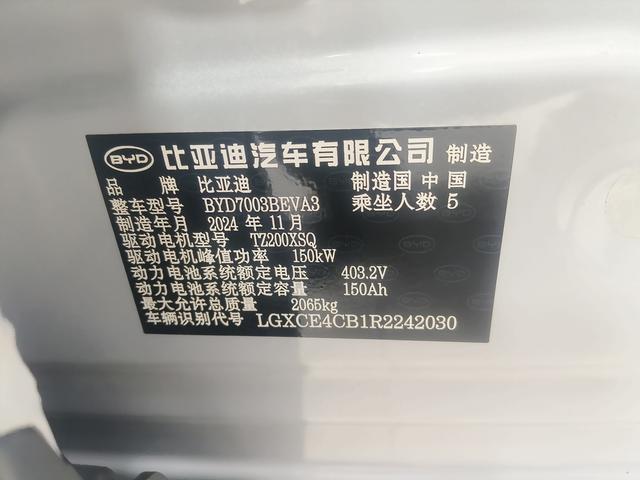 BYD 比亚迪汽车有限公司 制造
品 牌 比亚迪 制造国 中国
整车型号 BYD7003BEVA3 乘坐人数 5
制造年月 2024 年 11 月
驱动电机型号 TZ200XSQ
驱动电机峰值功率 150kW
动力电池系统额定电压 403.2V
动力电池系统额定容量 150Ah
最大允许总质量 2065kg
车辆识别代号 LGXCE4CB1R2242030